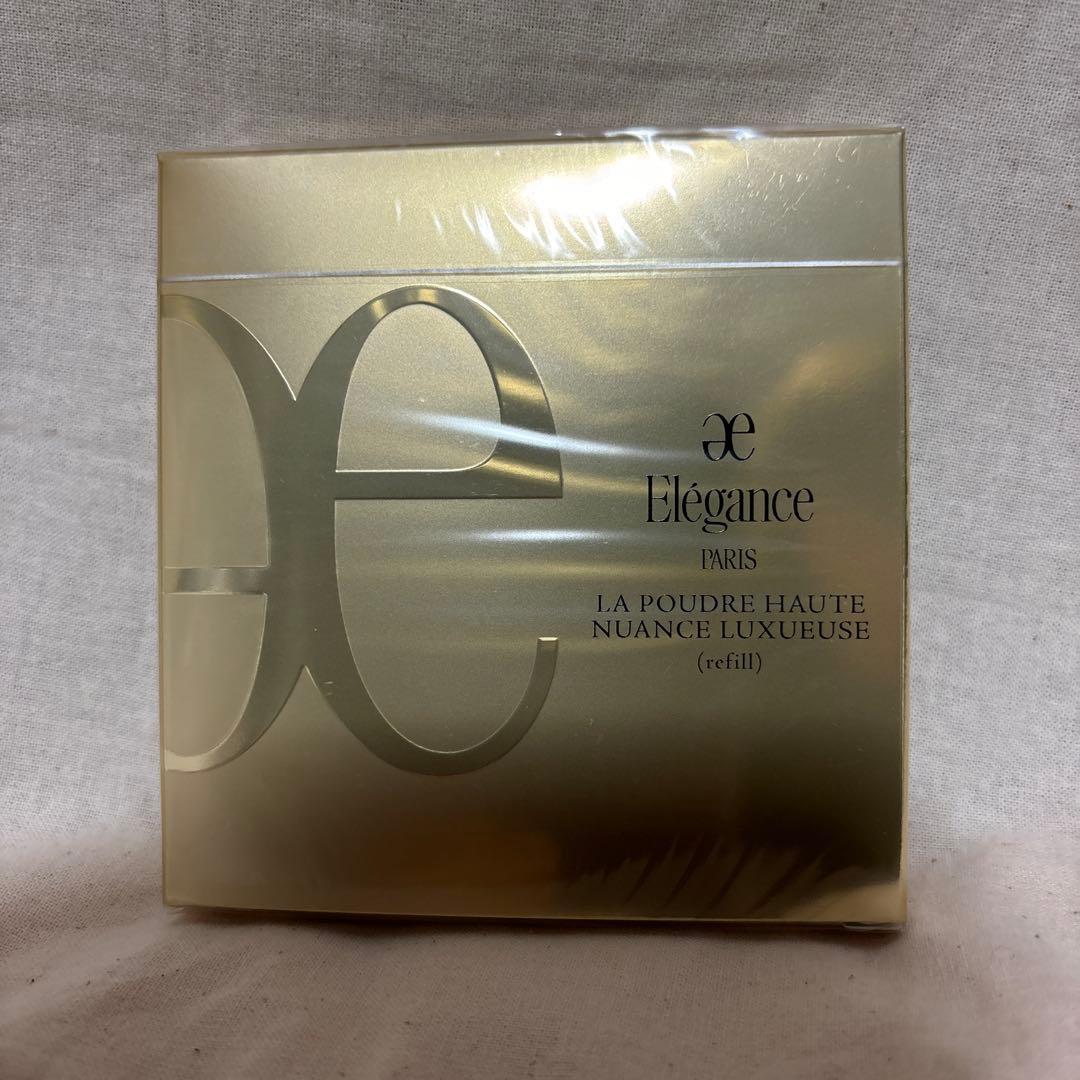 æ
Elégance
PARIS
LA POUDRE HAUTE
NUANCE LUXUEUSE
(refill)